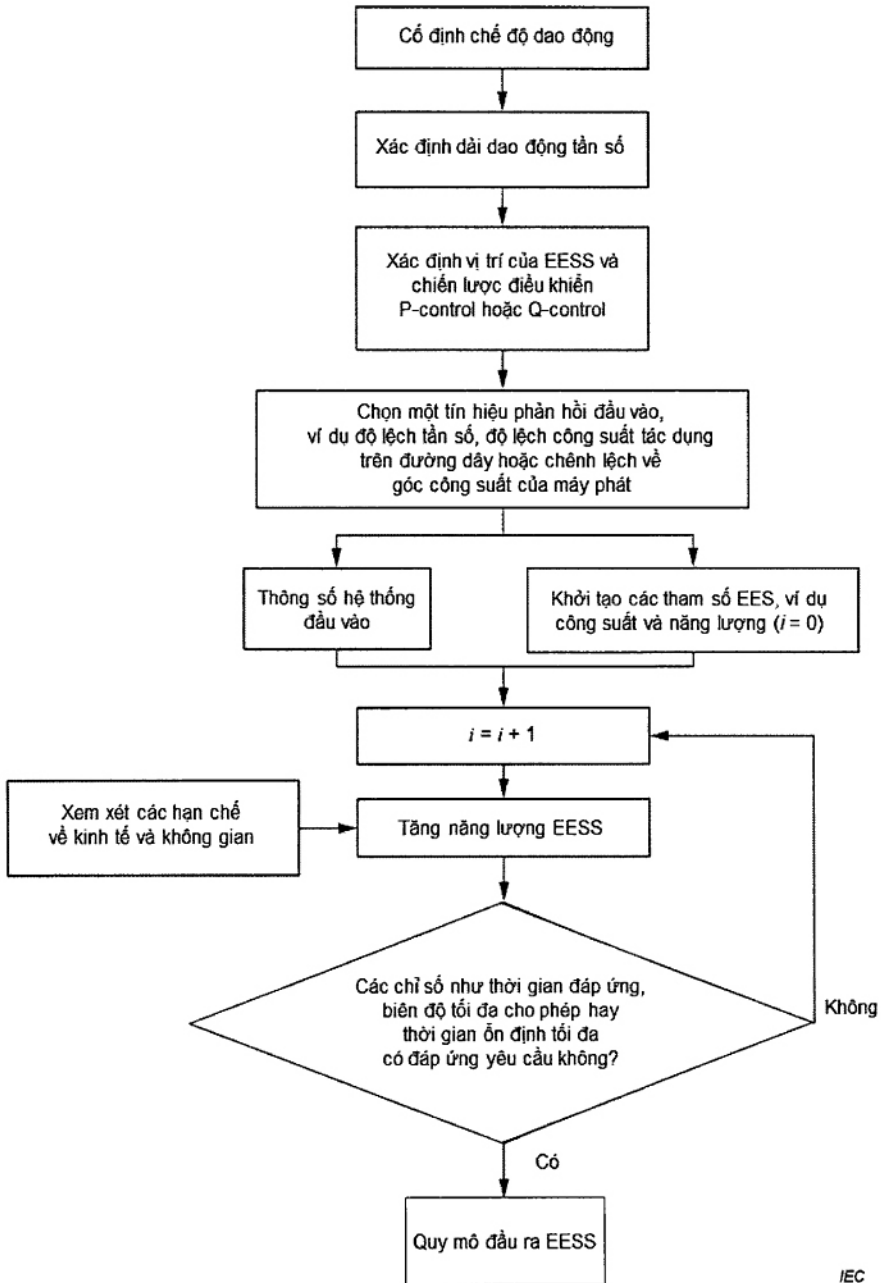 Cố định chế độ dao động
Xác định dải dao động tần số
Xác định vị trí của EESS và
chiến lược điều khiển
P-control hoặc Q-control
Chọn một tín hiệu phản hồi đầu vào,
ví dụ độ lệch tần số, độ lệch công suất tác dụng
trên đường dây hoặc chênh lệch về
góc công suất của máy phát
Thông số hệ thống
đầu vào
Khởi tạo các tham số EES, ví dụ
công suất và năng lượng (i = 0)
i = i + 1
Xem xét các hạn chế
về kinh tế và không gian
Tăng năng lượng EESS
Các chỉ số như thời gian đáp ứng,
biên độ tối đa cho phép hay
thời gian ổn định tối đa
có đáp ứng yêu cầu không?
Không
Có
Quy mô đầu ra EESS
IEC